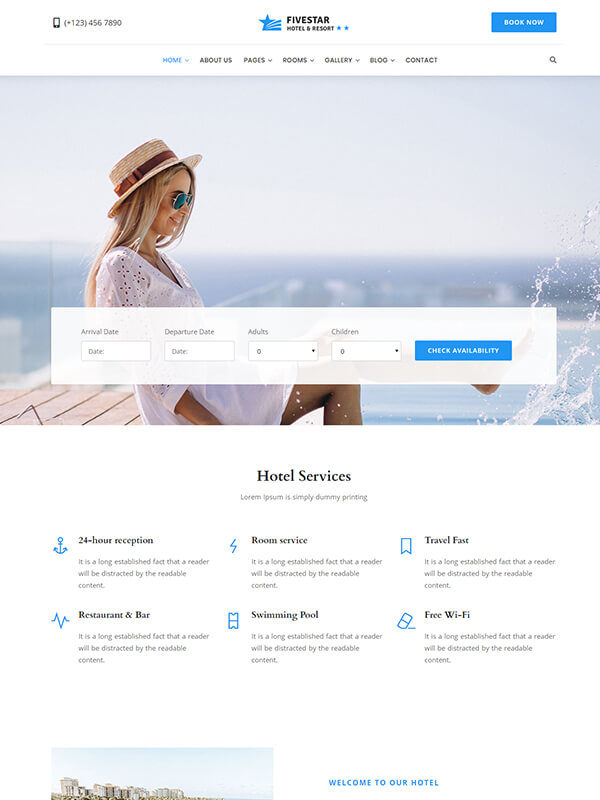 (+123) 456 7890
FIVESTAR
HOTEL & RESORT
BOOK NOW
HOME ABOUT US PAGES ROOMS GALLERY BLOG CONTACT
Arrival Date Departure Date Adults Children
Date: Date: 0 0 CHECK AVAILABILITY
Hotel Services
Lorem Ipsum is simply dummy printing
24-hour reception
It is a long established fact that a reader
will be distracted by the readable
content.
Room service
It is a long established fact that a reader
will be distracted by the readable
content.
Travel Fast
It is a long established fact that a reader
will be distracted by the readable
content.
Restaurant & Bar
It is a long established fact that a reader
will be distracted by the readable
content.
Swimming Pool
It is a long established fact that a reader
will be distracted by the readable
content.
Free Wi-Fi
It is a long established fact that a reader
will be distracted by the readable
content.
WELCOME TO OUR HOTEL